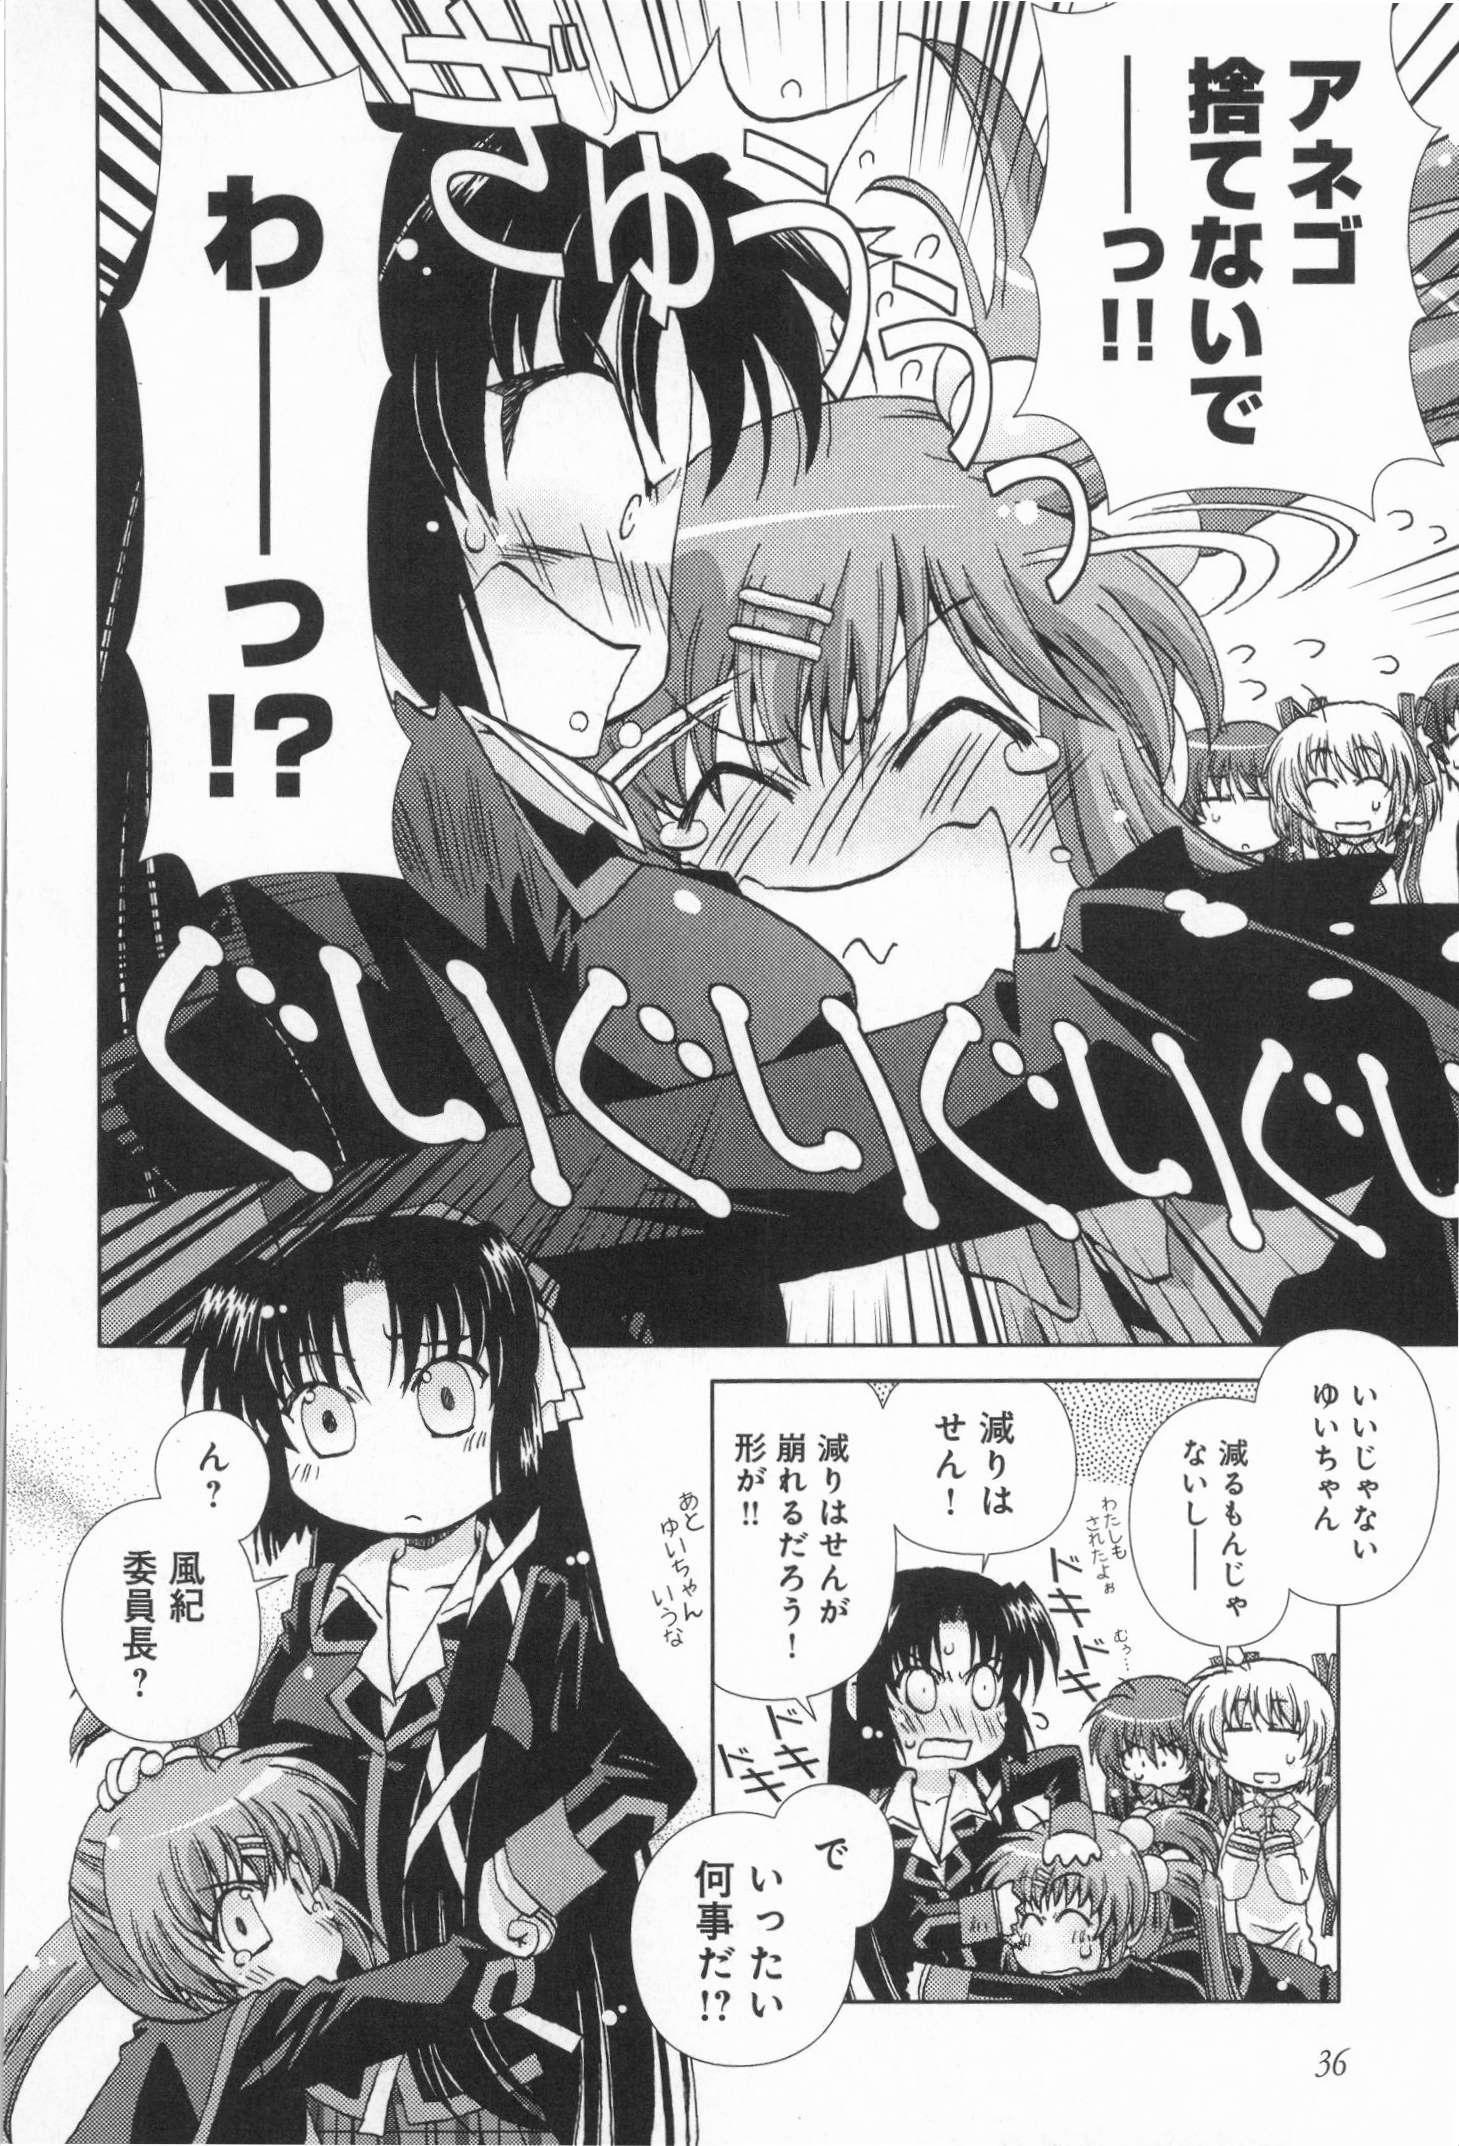 アネゴ
捨てないで
――っ!!
ぎゅうううっっ
わ――っ!?
ぐいぐいぐいぐい
いいじゃない
ゆいちゃん
減るもんじゃ
ないし――
わたしも
されたよぉ
むぅ…
ドキドキ
減りは
せん！
減りはせんが
崩れるだろう！
形が!!
ドキドキ
で
いったい
何事だ!?
あと
ゆいちゃん
いうな
ん？
風紀
委員長？
36